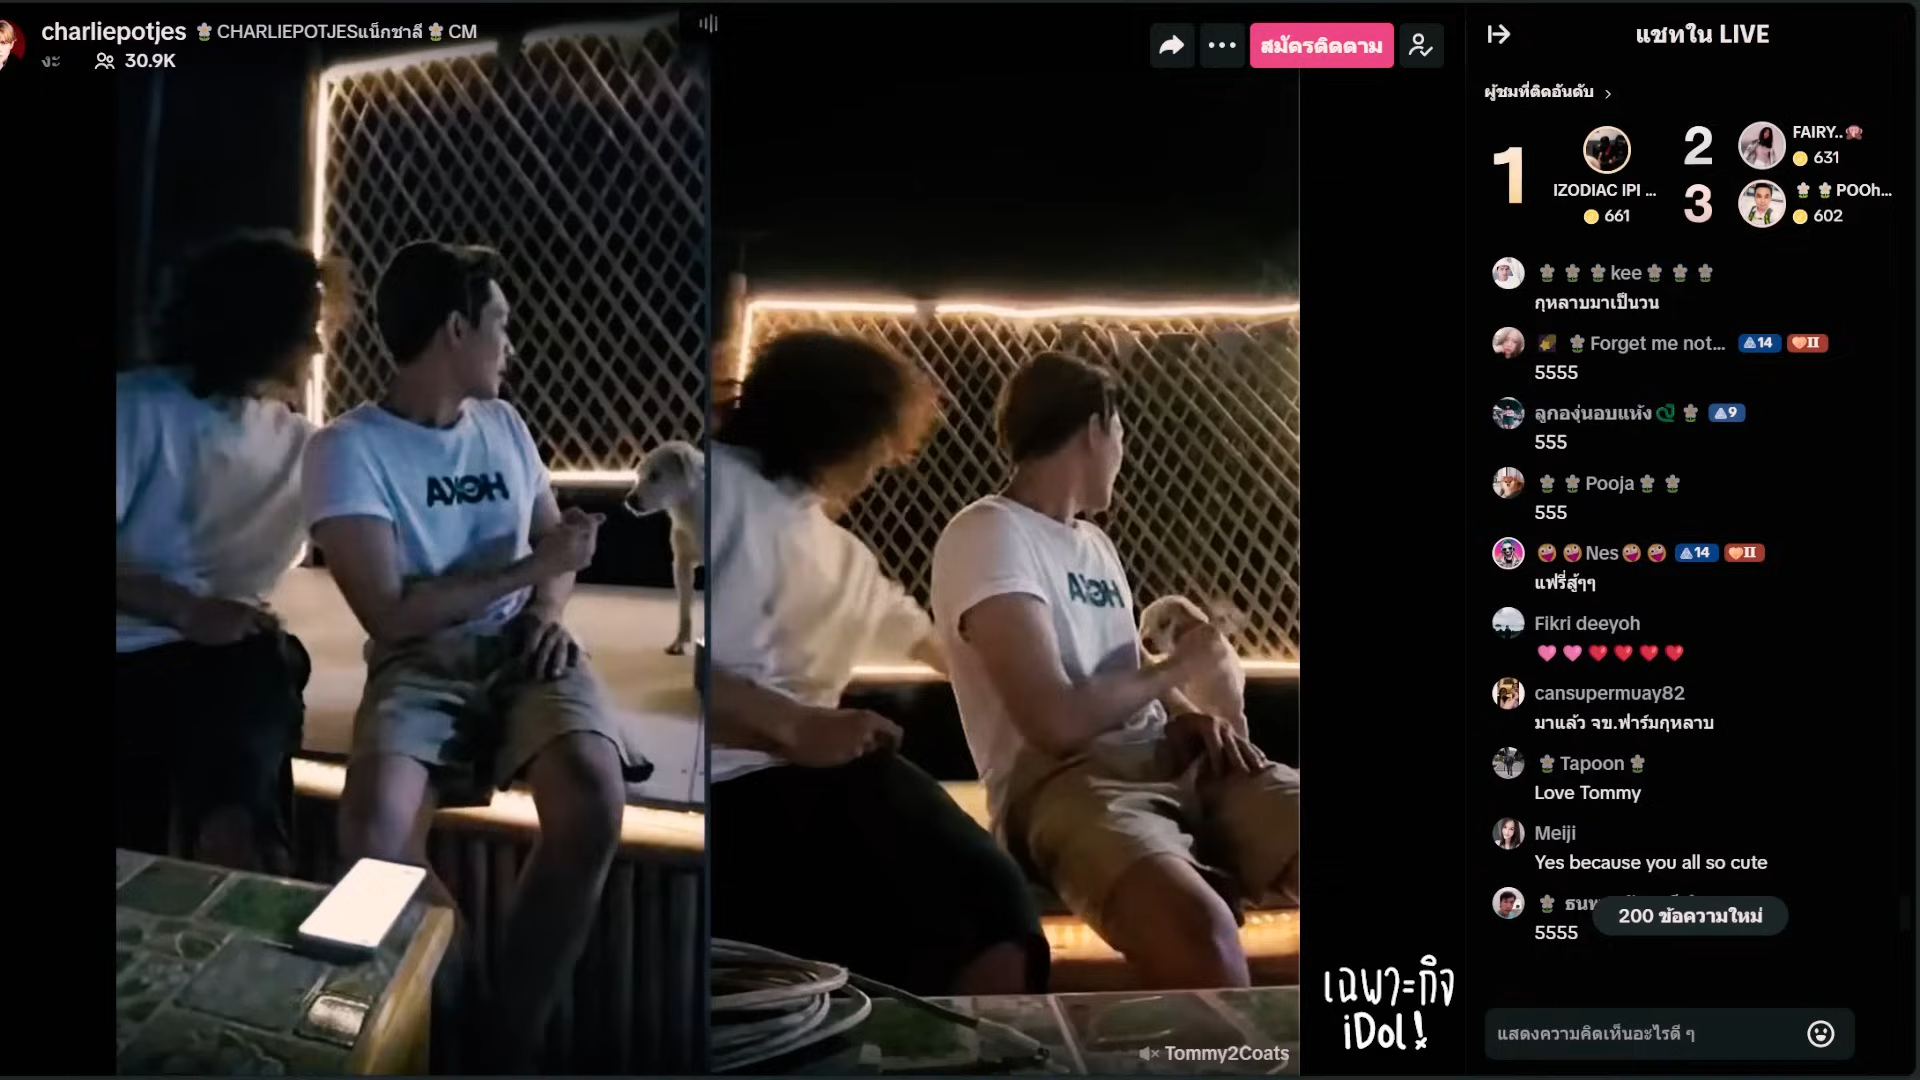 charliepotjes CHARLIEPOTJESแน็กชาลี CM
งะ 30.9K
สมัครติดตาม
แชทใน LIVE
ผู้ชมที่ติดอันดับ
1
IZODIAC IPI ...
661
2
FAIRY..
631
3
POOh...
602
kee
กุหลาบมาเป็นวน
Forget me not... 14 II
5555
ลูกองุ่นอบแห้ง 9
555
Pooja
555
Nes 14 II
แฟรี่สู้ๆๆ
Fikri deeyoh
cansupermuay82
มาแล้ว จข.ฟาร์มกุหลาบ
Tapoon
Love Tommy
Meiji
Yes because you all so cute
5555
200 ข้อความใหม่
แสดงความคิดเห็นอะไรดี ๆ
เฉพาะกิจ
iDol!
Tommy2Coats